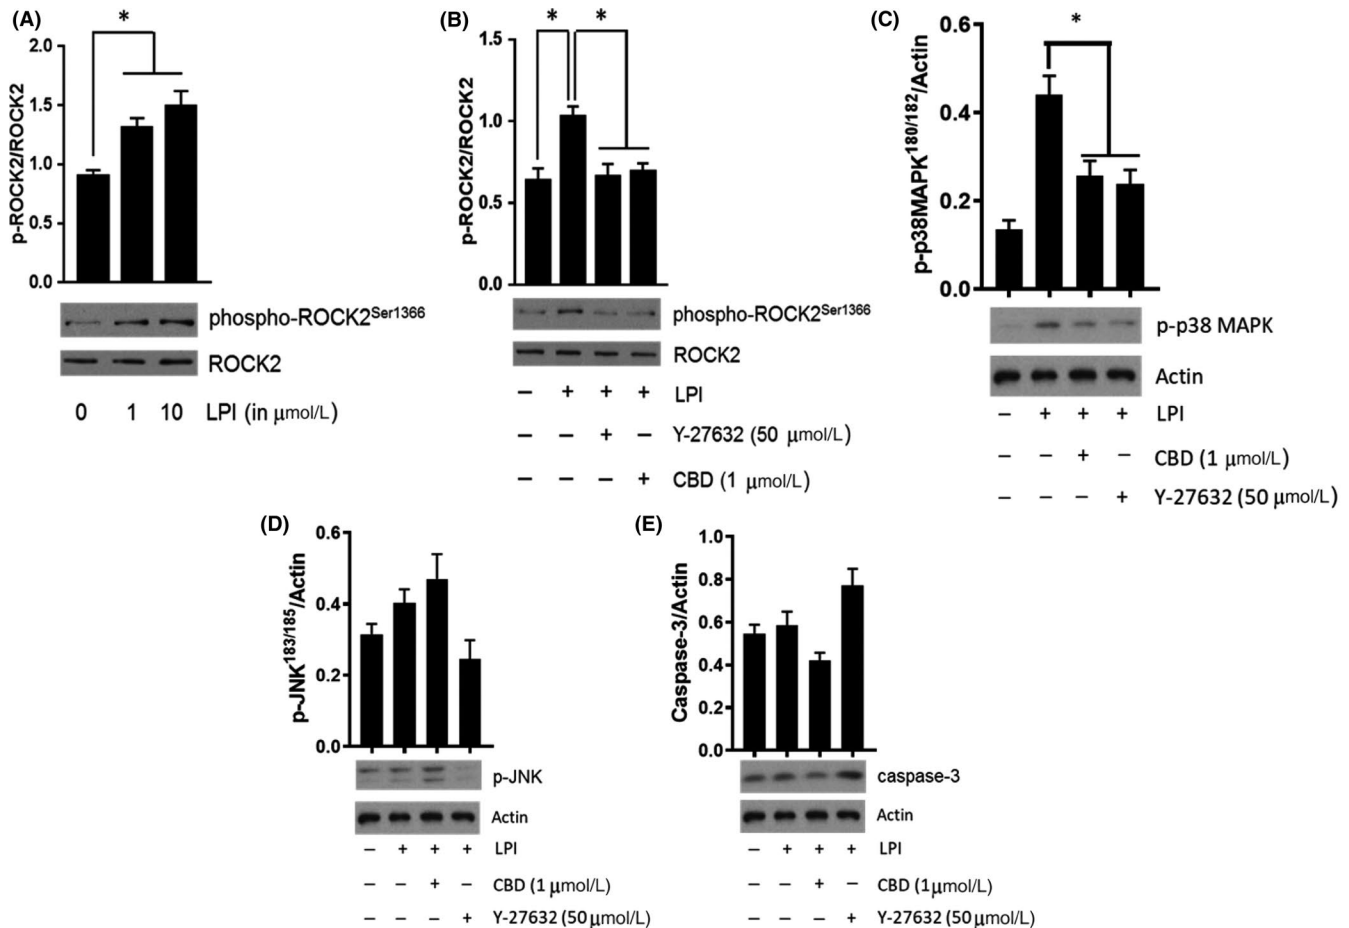 (A)
*
p-ROCK2/ROCK2
2.0
1.5
1.0
0.5
0.0
phospho-ROCK2Ser1366
ROCK2
0 1 10 LPI (in μmol/L)
(B)
* *
p-ROCK2/ROCK2
1.5
1.0
0.5
0.0
phospho-ROCK2Ser1366
ROCK2
– + + + LPI
– – + – Y-27632 (50 μmol/L)
– – – + CBD (1 μmol/L)
(C)
*
p-p38MAPK180/182/Actin
0.6
0.4
0.2
0.0
p-p38 MAPK
Actin
– + + + LPI
– – + – CBD (1 μmol/L)
– – – + Y-27632 (50 μmol/L)
(D)
p-JNK183/185/Actin
0.6
0.4
0.2
0.0
p-JNK
Actin
– + + + LPI
– – + – CBD (1 μmol/L)
– – – + Y-27632 (50 μmol/L)
(E)
Caspase-3/Actin
1.0
0.8
0.6
0.4
0.2
0.0
caspase-3
Actin
– + + + LPI
– – + – CBD (1μmol/L)
– – – + Y-27632 (50μmol/L)